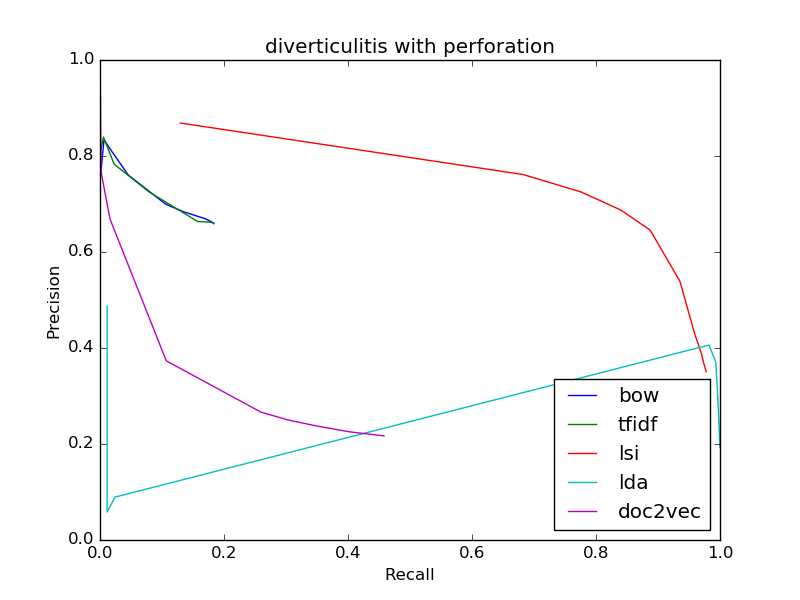 diverticulitis with perforation
1.0
0.8
0.6
0.4
0.2
0.0
Precision
0.0 0.2 0.4 0.6 0.8 1.0
Recall
bow
tfidf
lsi
lda
doc2vec